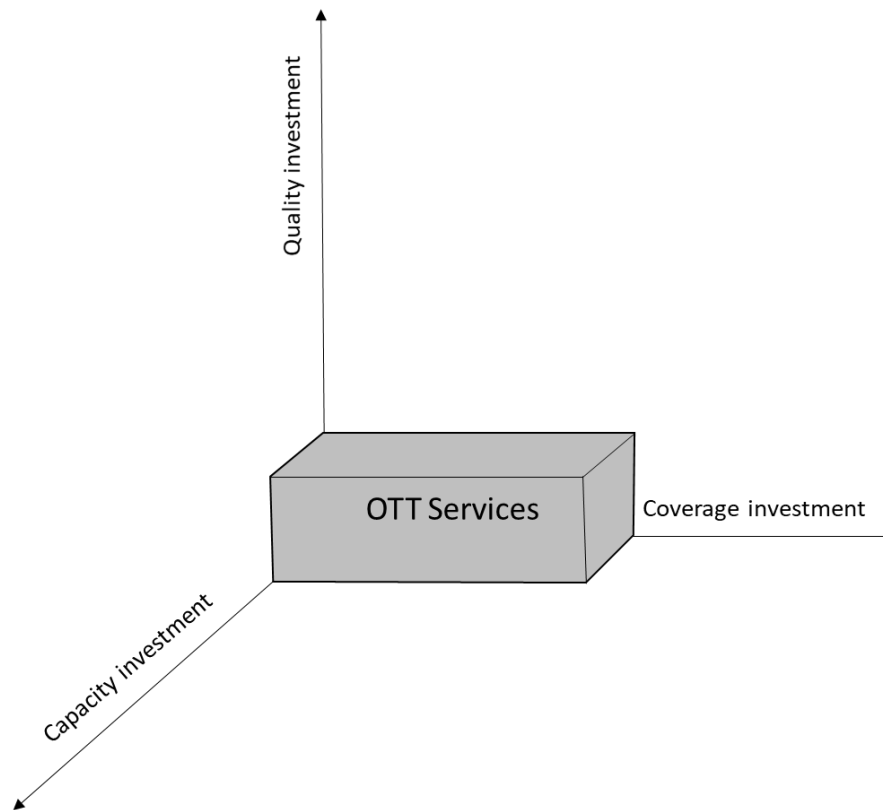 Quality investment
OTT Services
Coverage investment
Capacity investment